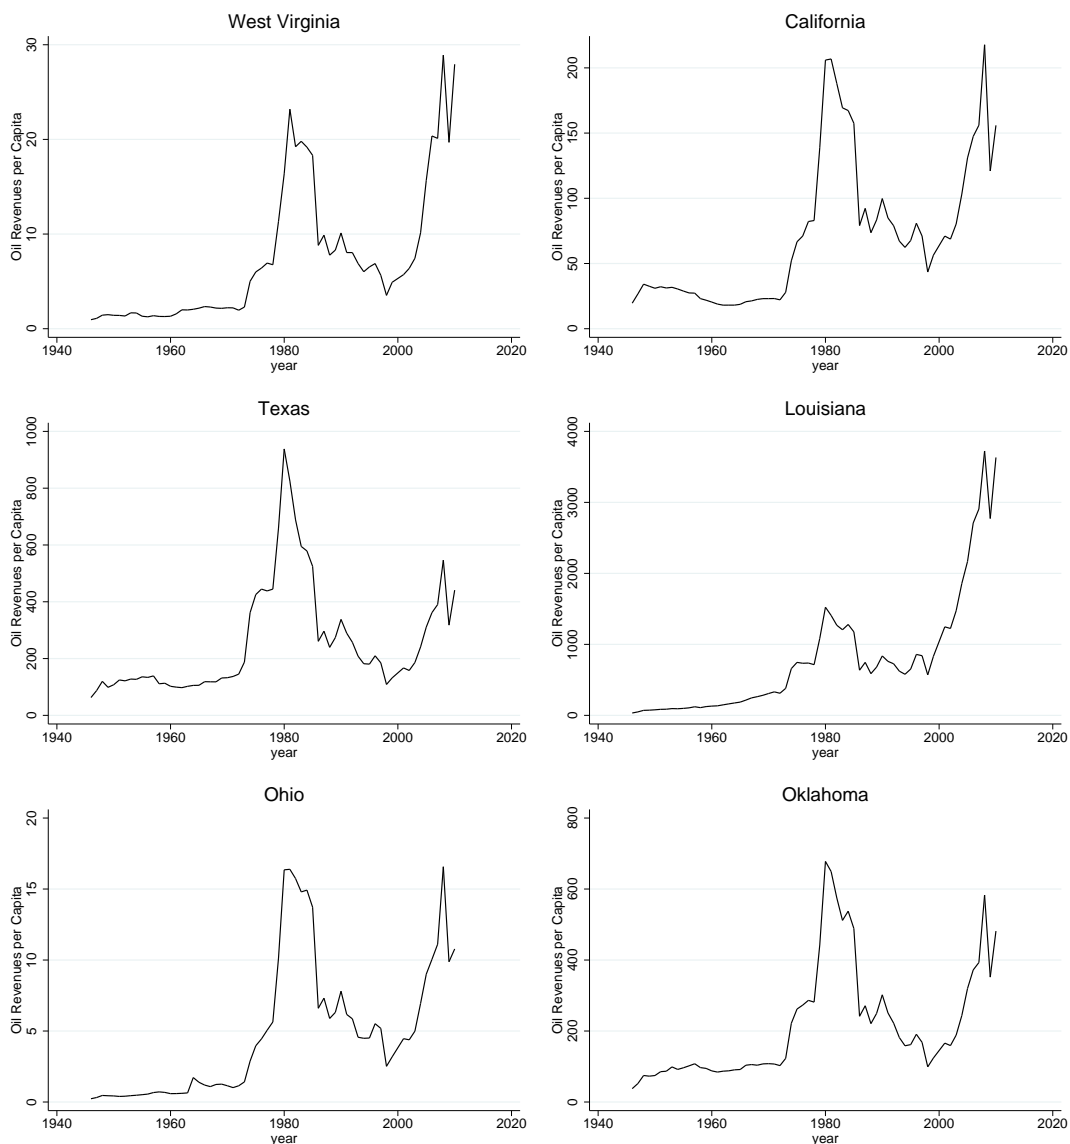 West Virginia
Oil Revenues per Capita
30
20
10
0
1940 1960 1980 2000 2020
year
California
Oil Revenues per Capita
200
150
100
50
0
1940 1960 1980 2000 2020
year
Texas
Oil Revenues per Capita
1000
800
600
400
200
0
1940 1960 1980 2000 2020
year
Louisiana
Oil Revenues per Capita
4000
3000
2000
1000
0
1940 1960 1980 2000 2020
year
Ohio
Oil Revenues per Capita
20
15
10
5
0
1940 1960 1980 2000 2020
year
Oklahoma
Oil Revenues per Capita
800
600
400
200
0
1940 1960 1980 2000 2020
year